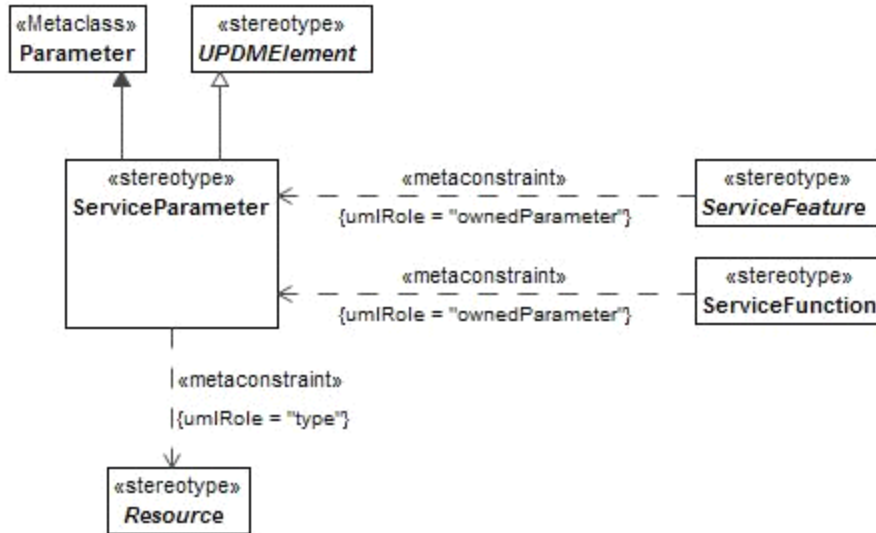 «Metaclass»
Parameter
«stereotype»
UPDMElement
«stereotype»
ServiceParameter
«metaconstraint»
{umlRole = "ownedParameter"}
«stereotype»
ServiceFeature
«metaconstraint»
{umlRole = "ownedParameter"}
«stereotype»
ServiceFunction
«metaconstraint»
{umlRole = "type"}
«stereotype»
Resource